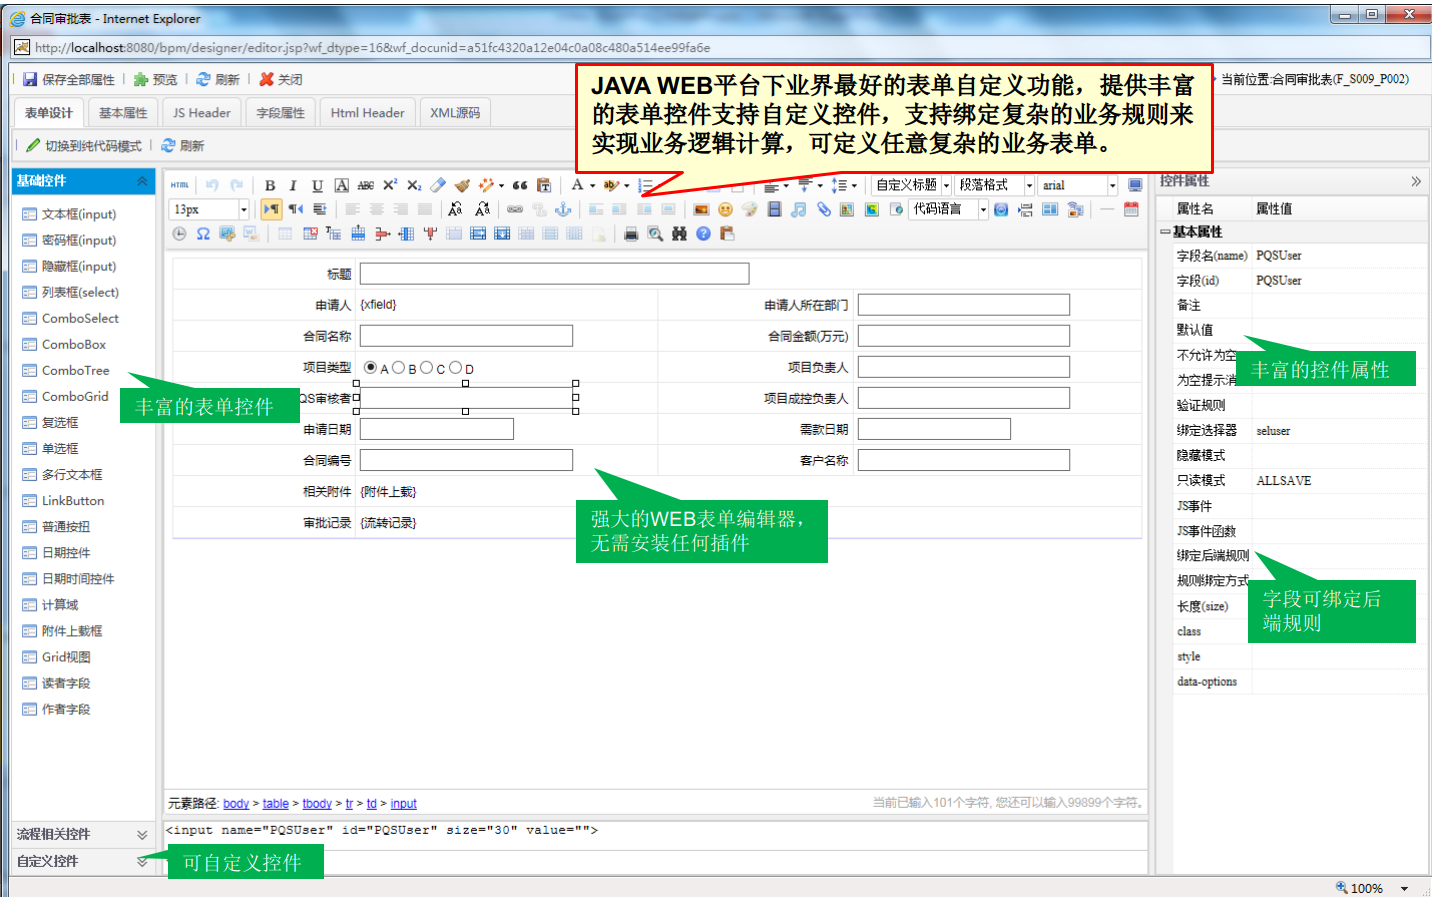 合同审批表 - Internet Explorer
http://localhost:8080/bpm/designer/editor.jsp?wf_dtype=16&wf_docunid=a51fc4320a12e04c0a08c480a514ee99fa6e
保存全部属性 预览 刷新 关闭
当前位置:合同审批表(F_S009_P002)
JAVA WEB平台下业界最好的表单自定义功能，提供丰富
的表单控件支持自定义控件，支持绑定复杂的业务规则来
实现业务逻辑计算，可定义任意复杂的业务表单。
表单设计 基本属性 JS Header 字段属性 Html Header XML源码
切换到纯代码模式 刷新
基础控件
文本框(input)
密码框(input)
隐藏框(input)
列表框(select)
ComboSelect
ComboBox
ComboTree
ComboGrid
复选框
单选框
多行文本框
LinkButton
普通按扭
日期控件
日期时间控件
计算域
附件上载框
Grid视图
读者字段
作者字段
流程相关控件
自定义控件
丰富的表单控件
可自定义控件
HTML B I U A ABC X² X₂ A 自定义标题 段落格式 arial
13px 代码语言
标题
申请人 {xfield} 申请人所在部门
合同名称 合同金额(万元)
项目类型 A B C D 项目负责人
QS审核者 项目成控负责人
申请日期 需款日期
合同编号 客户名称
相关附件 {附件上载}
审批记录 {流转记录}
强大的WEB表单编辑器，
无需安装任何插件
元素路径: body > table > tbody > tr > td > input
当前已输入101个字符, 您还可以输入99899个字符。
<input name="PQSUser" id="PQSUser" size="30" value="">
控件属性
属性名 属性值
基本属性
字段名(name) PQSUser
字段(id) PQSUser
备注
默认值
不允许为空
为空提示消
验证规则
绑定选择器 seluser
隐藏模式
只读模式 ALLSAVE
JS事件
JS事件函数
绑定后端规则
规则绑定方式
长度(size)
class
style
data-options
丰富的控件属性
字段可绑定后
端规则
100%